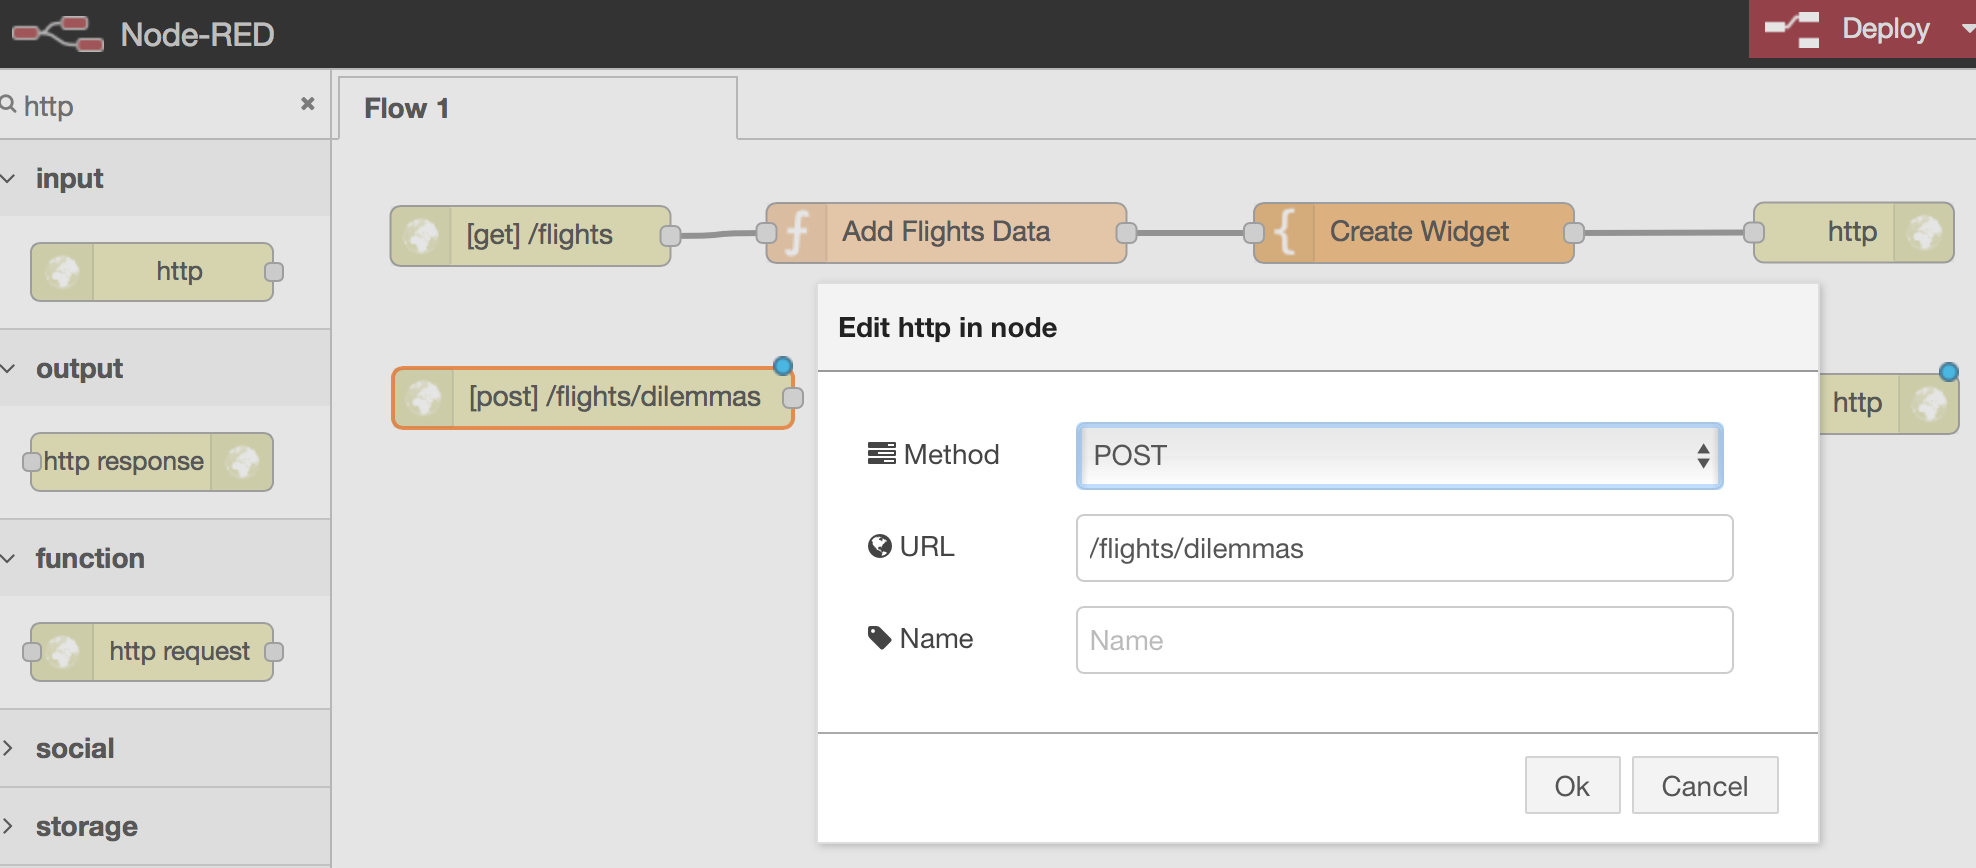 Node-RED
Deploy
http
Flow 1
input
http
output
http response
function
http request
social
storage
[get] /flights
Add Flights Data
Create Widget
http
[post] /flights/dilemmas
http
Edit http in node
Method
POST
URL
/flights/dilemmas
Name
Name
Ok
Cancel